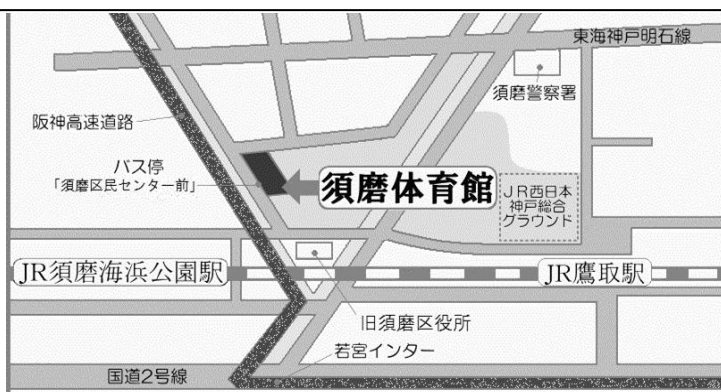 東海神戸明石線
須磨警察署
阪神高速道路
バス停
「須磨区民センター前」
須磨体育館
JR西日本
神戸総合
グラウンド
JR須磨海浜公園駅
JR鷹取駅
旧須磨区役所
若宮インター
国道2号線